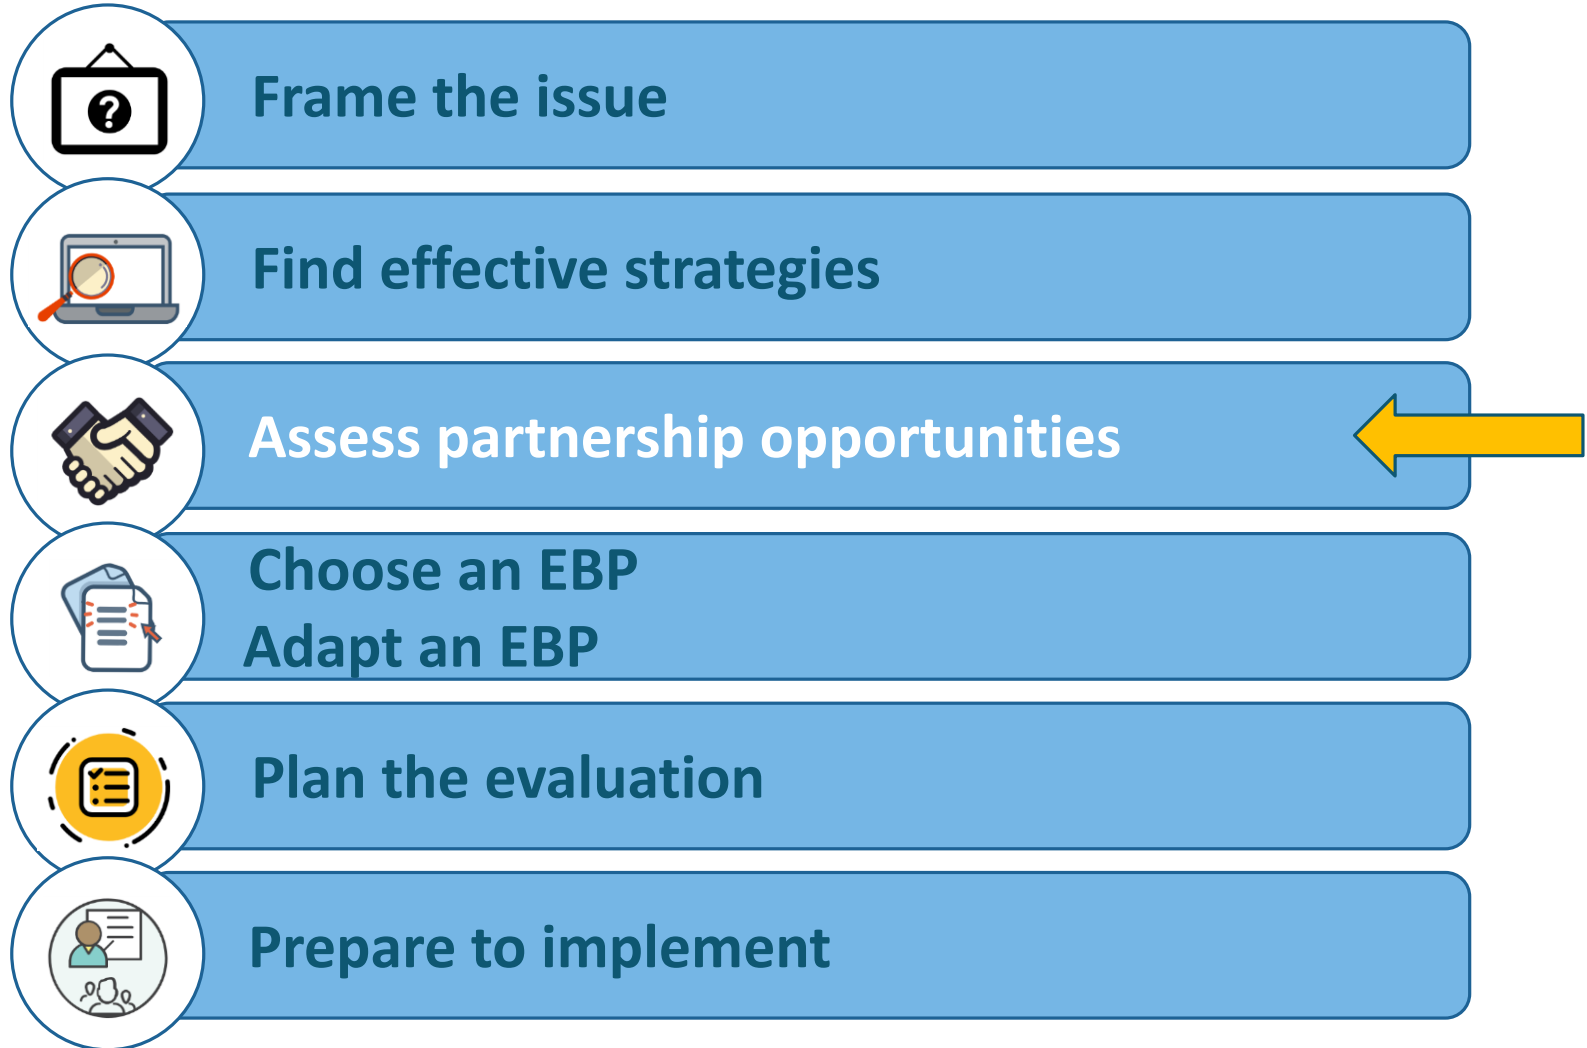 ?
Frame the issue
Find effective strategies
Assess partnership opportunities
Choose an EBP
Adapt an EBP
Plan the evaluation
Prepare to implement